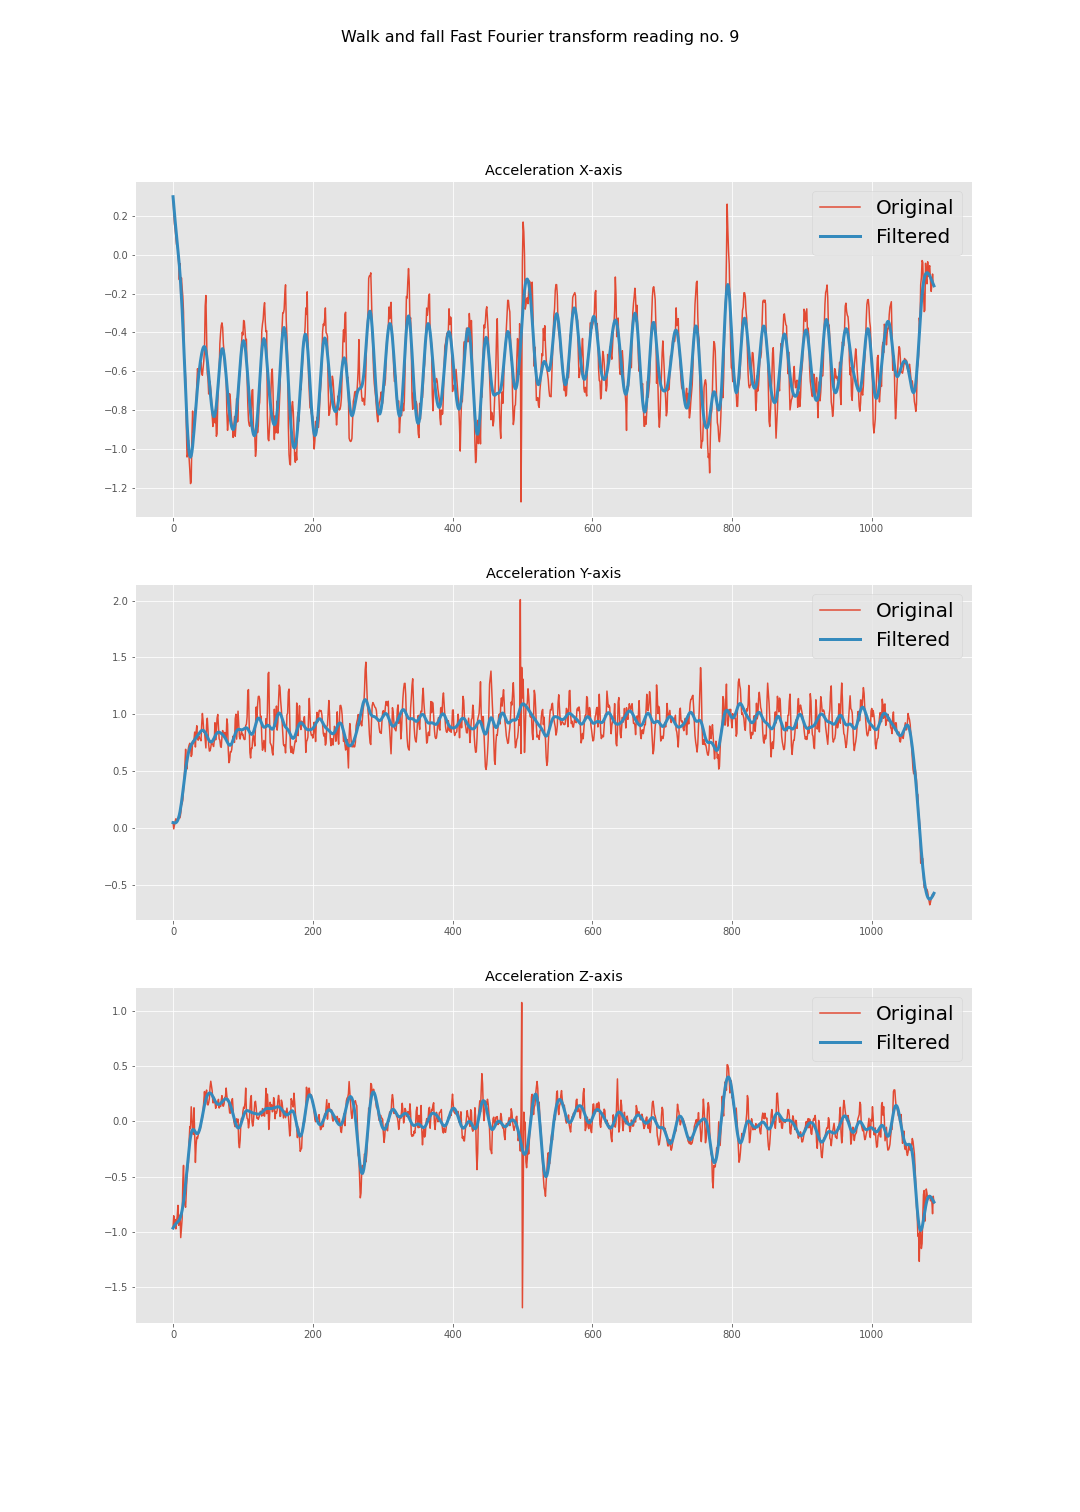 Walk and fall Fast Fourier transform reading no. 9
Acceleration X-axis
Original
Filtered
0.2
0.0
−0.2
−0.4
−0.6
−0.8
−1.0
−1.2
0 200 400 600 800 1000
Acceleration Y-axis
Original
Filtered
2.0
1.5
1.0
0.5
0.0
−0.5
0 200 400 600 800 1000
Acceleration Z-axis
Original
Filtered
1.0
0.5
0.0
−0.5
−1.0
−1.5
0 200 400 600 800 1000